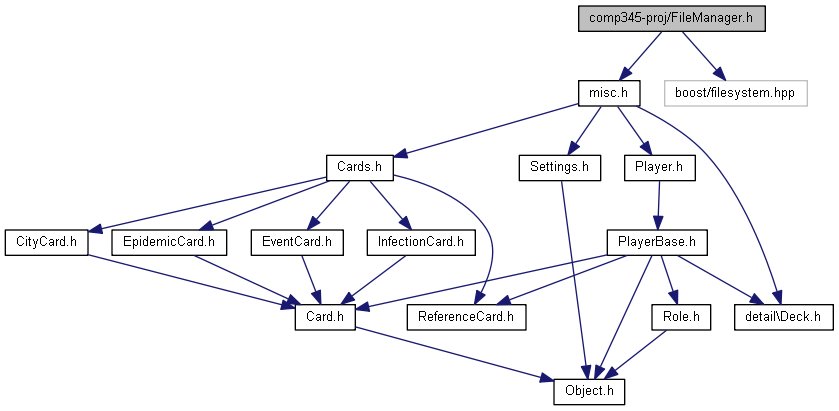 comp345-proj/FileManager.h
misc.h
boost/filesystem.hpp
Cards.h
Settings.h
Player.h
CityCard.h
EpidemicCard.h
EventCard.h
InfectionCard.h
PlayerBase.h
Card.h
ReferenceCard.h
Role.h
detail\Deck.h
Object.h